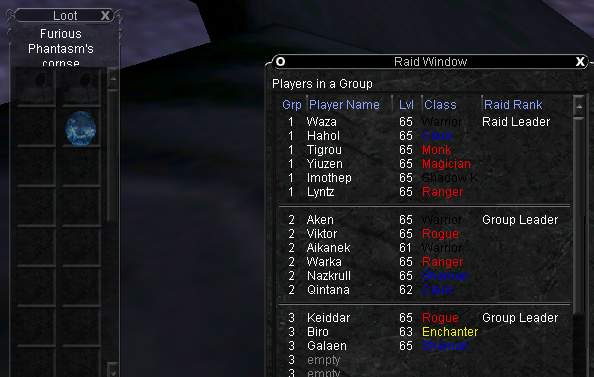 Loot X
Furious
Phantasm's
corpse
O Raid Window X
Players in a Group
Grp Player Name Lvl Class Raid Rank
1 Waza 65 Warrior Raid Leader
1 Hahol 65 Cleric
1 Tigrou 65 Monk
1 Yiuzen 65 Magician
1 Imothep 65 Shadow K
1 Lyntz 65 Ranger
2 Aken 65 Warrior Group Leader
2 Viktor 65 Rogue
2 Aikanek 61 Warrior
2 Warka 65 Ranger
2 Nazkrull 65 Shaman
2 Qintana 62 Cleric
3 Keiddar 65 Rogue Group Leader
3 Biro 63 Enchanter
3 Galaen 65 Shaman
3 empty
3 empty